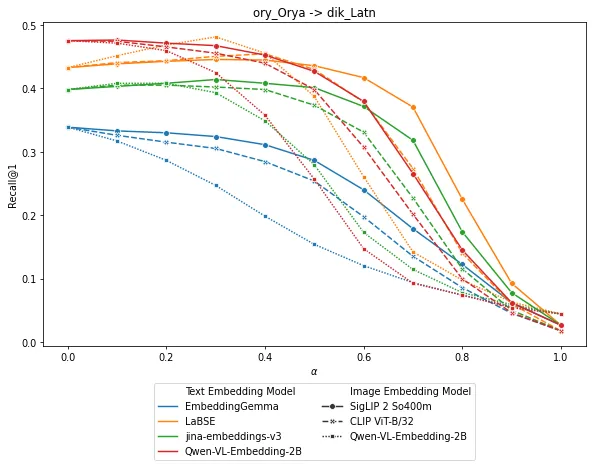 ory_Orya -> dik_Latn
Recall@1
0.5
0.4
0.3
0.2
0.1
0.0
0.0 0.2 0.4 0.6 0.8 1.0
α
Text Embedding Model Image Embedding Model
EmbeddingGemma SigLIP 2 So400m
LaBSE CLIP ViT-B/32
jina-embeddings-v3 Qwen-VL-Embedding-2B
Qwen-VL-Embedding-2B